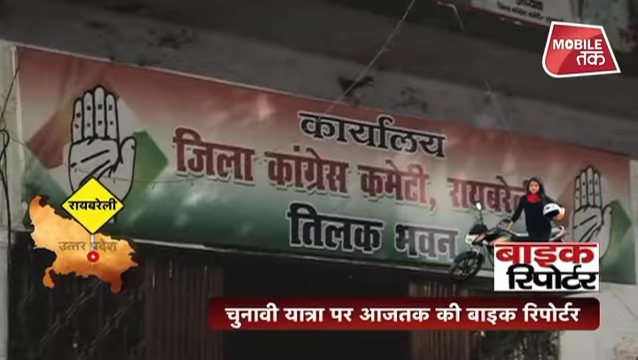 MOBILE
तक
कार्यालय
जिला कांग्रेस कमेटी, रायबरेली
तिलक भवन
रायबरेली
उत्तर प्रदेश
बाइक
रिपोर्टर
चुनावी यात्रा पर आजतक की बाइक रिपोर्टर